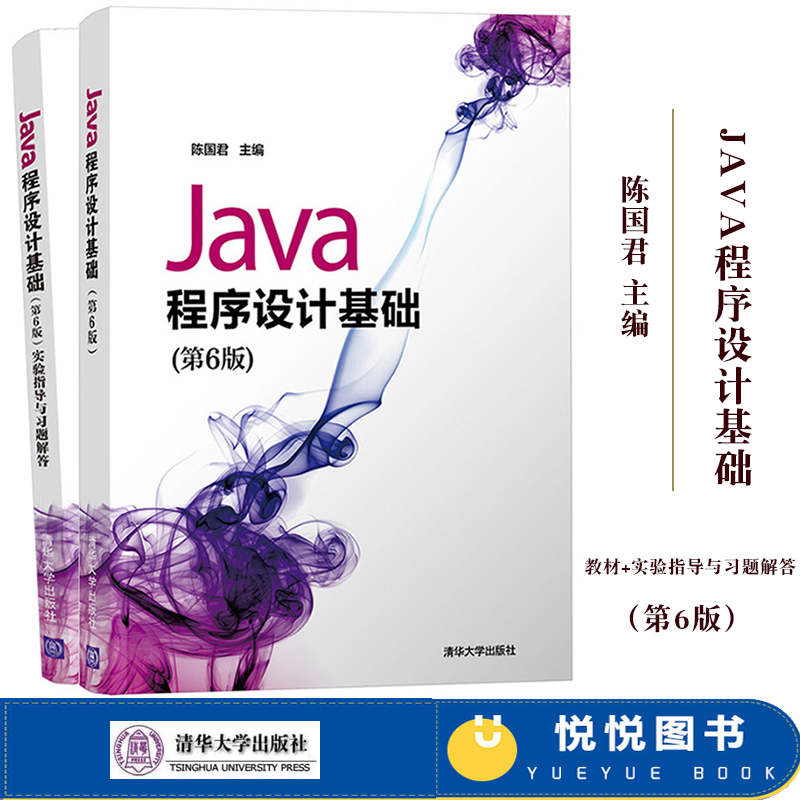 Java程序设计基础(第6版)实验指导与习题解答
清华大学出版社
Java程序设计基础(第6版)
清华大学出版社
陈国君 主编
Java
程序设计基础
(第6版)
清华大学出版社
JAVA程序设计基础
陈国君 主编
教材+实验指导与习题解答
(第6版)
清华大学出版社
TSINGHUA UNIVERSITY PRESS
悦悦图书
YUEYUE BOOK